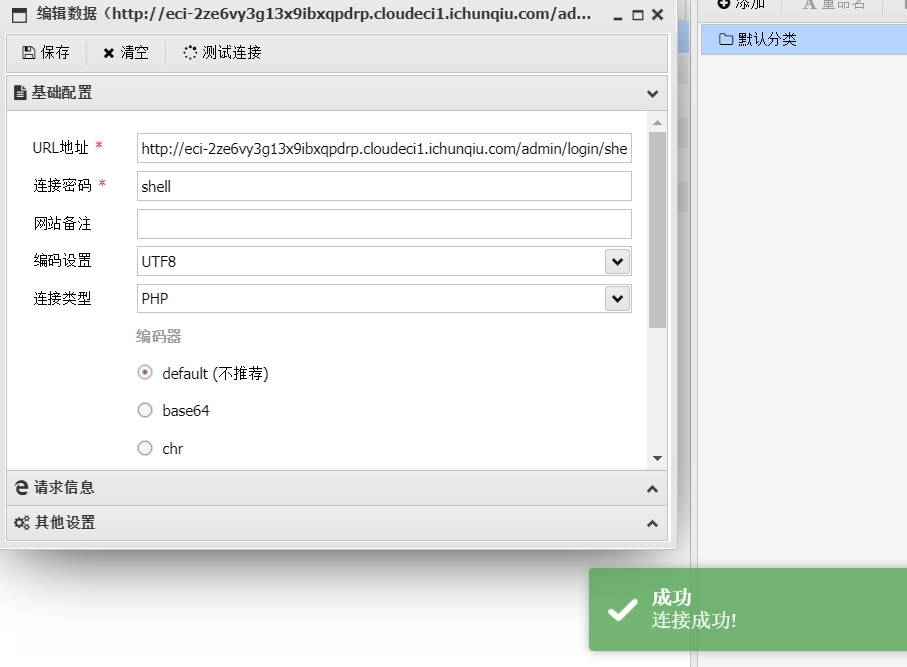 编辑数据（http://eci-2ze6vy3g13x9ibxqpdrp.cloudeci1.ichunqiu.com/ad...
添加 重命名
保存 清空 测试连接
默认分类
基础配置
URL地址 * http://eci-2ze6vy3g13x9ibxqpdrp.cloudeci1.ichunqiu.com/admin/login/she
连接密码 * shell
网站备注
编码设置 UTF8
连接类型 PHP
编码器
default (不推荐)
base64
chr
请求信息
其他设置
成功
连接成功!